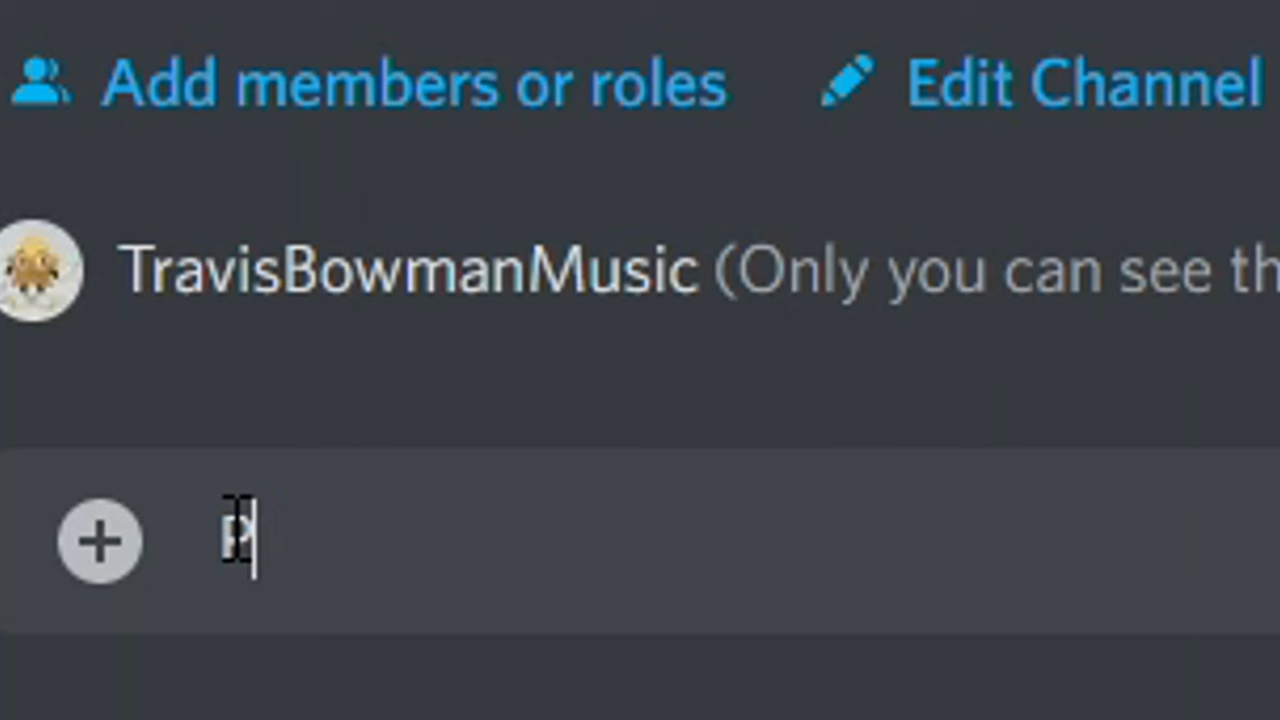 Add members or roles Edit Channel
TravisBowmanMusic (Only you can see th
P